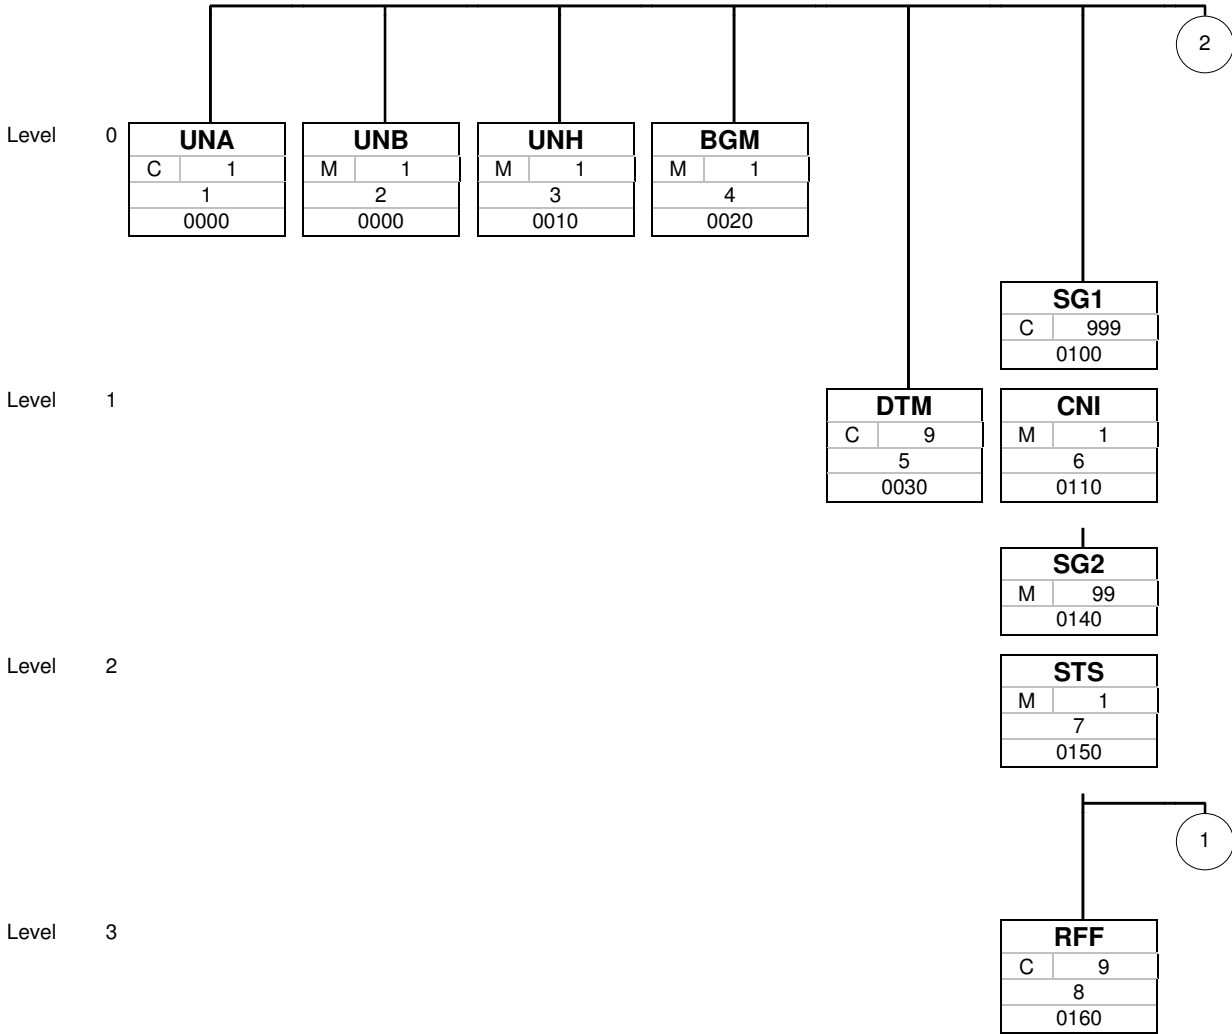 2
Level 0
UNA UNB UNH BGM
C 1 M 1 M 1 M 1
1 2 3 4
0000 0000 0010 0020
SG1
C 999
0100
Level 1
DTM CNI
C 9 M 1
5 6
0030 0110
SG2
M 99
0140
Level 2
STS
M 1
7
0150
1
Level 3
RFF
C 9
8
0160